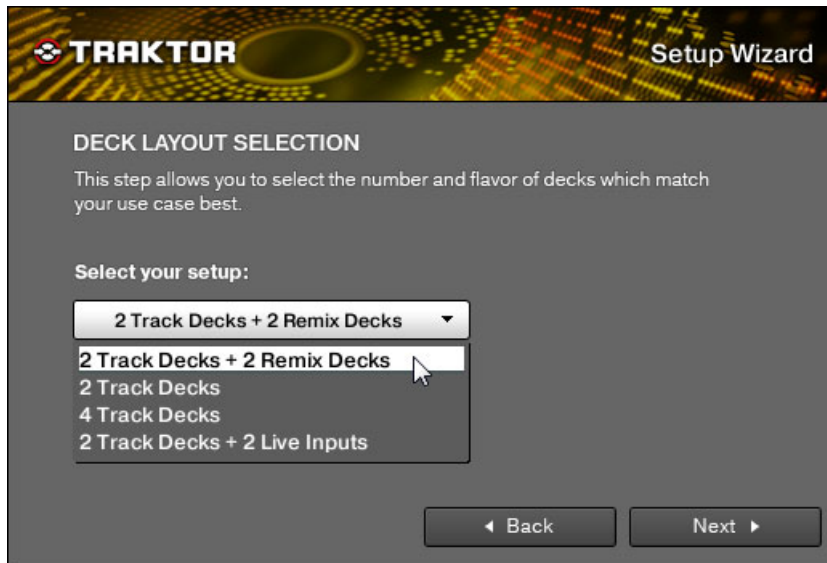 TRAKTOR
Setup Wizard
DECK LAYOUT SELECTION
This step allows you to select the number and flavor of decks which match
your use case best.
Select your setup:
2 Track Decks + 2 Remix Decks
2 Track Decks + 2 Remix Decks
2 Track Decks
4 Track Decks
2 Track Decks + 2 Live Inputs
Back
Next